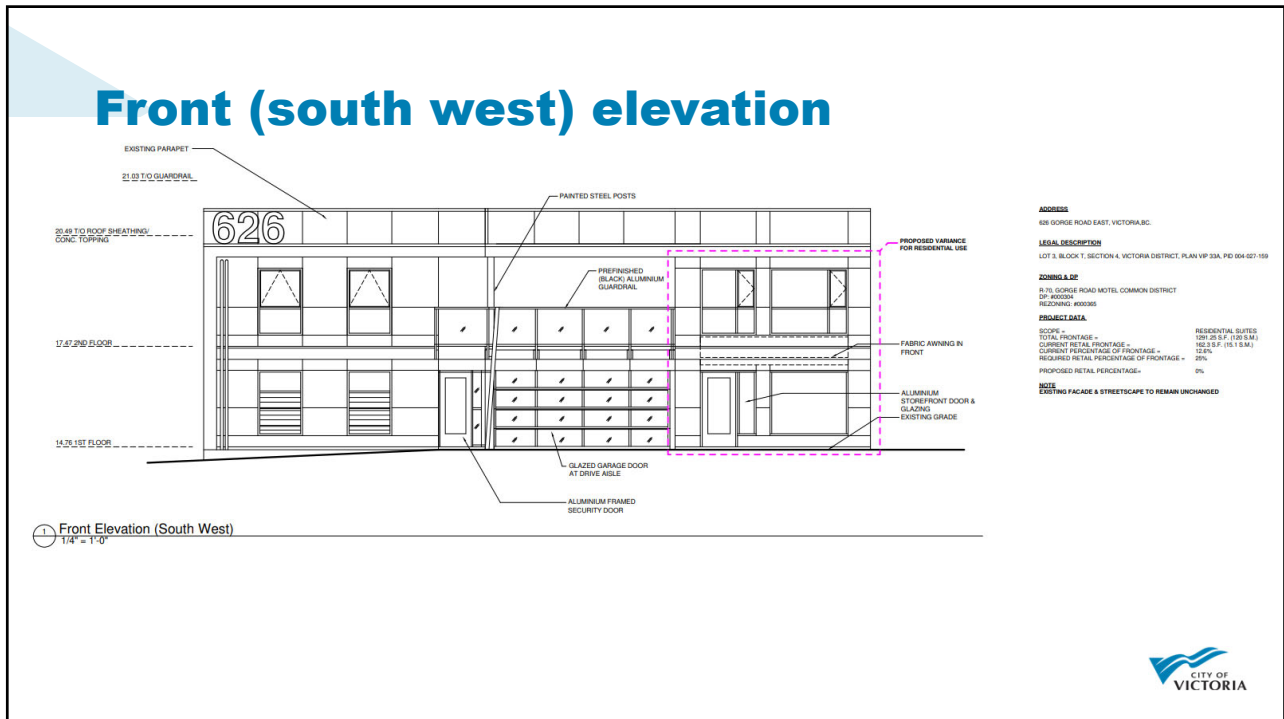 Front (south west) elevation
EXISTING PARAPET
21.03 T/O GUARDRAIL
PAINTED STEEL POSTS
626
20.49 T/O ROOF SHEATHING/
CONC. TOPPING
PROPOSED VARIANCE
FOR RESIDENTIAL USE
PREFINISHED
(BLACK) ALUMINIUM
GUARDRAIL
17.47 2ND FLOOR
FABRIC AWNING IN
FRONT
ALUMINIUM
STOREFRONT DOOR &
GLAZING
EXISTING GRADE
14.76 1ST FLOOR
GLAZED GARAGE DOOR
AT DRIVE AISLE
ALUMINIUM FRAMED
SECURITY DOOR
1 Front Elevation (South West)
1/4" = 1'-0"
ADDRESS
626 GORGE ROAD EAST, VICTORIA,BC.
LEGAL DESCRIPTION
LOT 3, BLOCK T, SECTION 4, VICTORIA DISTRICT, PLAN VIP 33A, PID 004-027-159
ZONING & DP
R-70, GORGE ROAD MOTEL COMMON DISTRICT
DP: #000304
REZONING: #000365
PROJECT DATA
SCOPE = RESIDENTIAL SUITES
TOTAL FRONTAGE = 1291.25 S.F. (120 S.M.)
CURRENT RETAIL FRONTAGE = 162.3 S.F. (15.1 S.M.)
CURRENT PERCENTAGE OF FRONTAGE = 12.6%
REQUIRED RETAIL PERCENTAGE OF FRONTAGE = 25%
PROPOSED RETAIL PERCENTAGE= 0%
NOTE
EXISTING FACADE & STREETSCAPE TO REMAIN UNCHANGED
CITY OF
VICTORIA